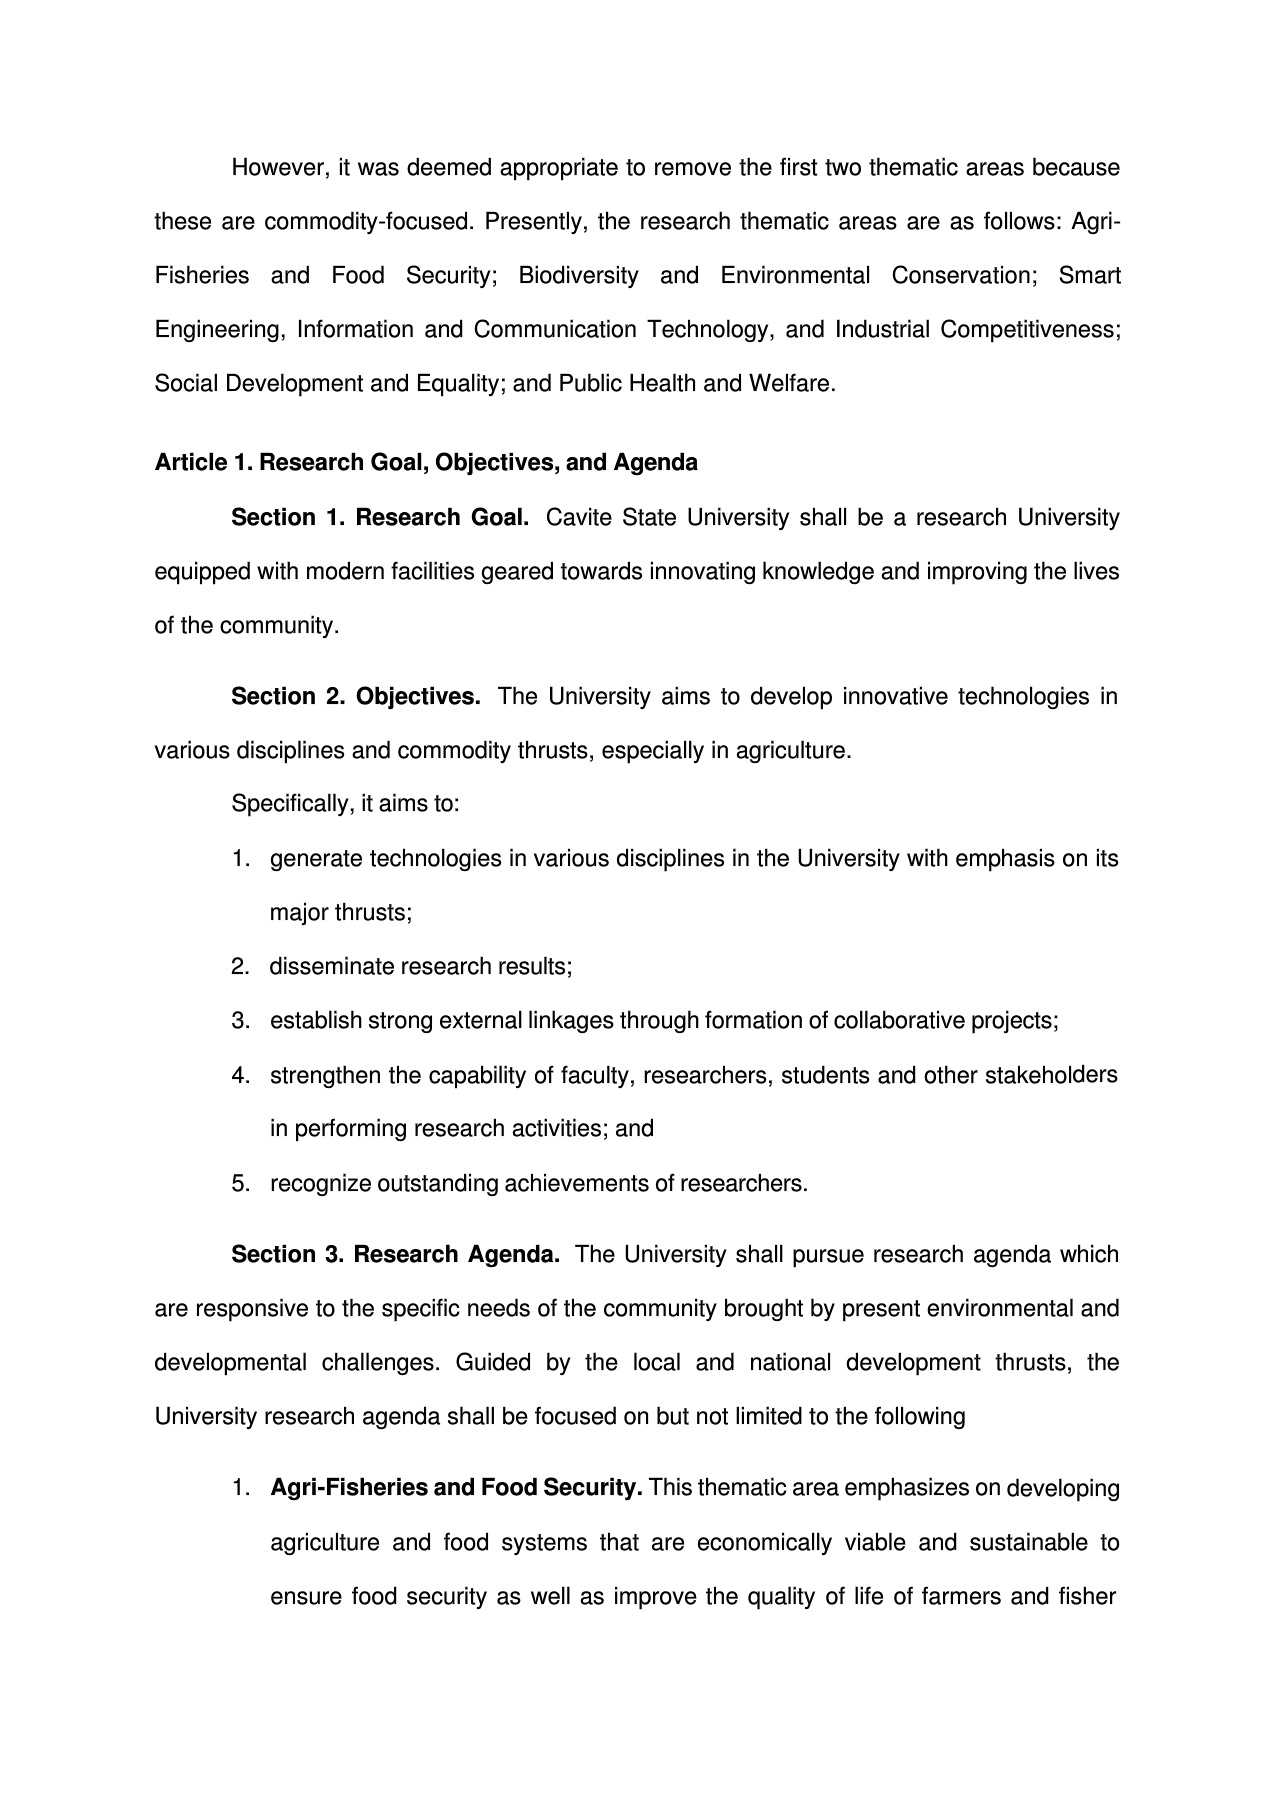 However, it was deemed appropriate to remove the first two thematic areas because
these are commodity-focused. Presently, the research thematic areas are as follows: Agri-
Fisheries and Food Security; Biodiversity and Environmental Conservation; Smart
Engineering, Information and Communication Technology, and Industrial Competitiveness;
Social Development and Equality; and Public Health and Welfare.
Article 1. Research Goal, Objectives, and Agenda
Section 1. Research Goal. Cavite State University shall be a research University
equipped with modern facilities geared towards innovating knowledge and improving the lives
of the community.
Section 2. Objectives. The University aims to develop innovative technologies in
various disciplines and commodity thrusts, especially in agriculture.
Specifically, it aims to:
1. generate technologies in various disciplines in the University with emphasis on its
major thrusts;
2. disseminate research results;
3. establish strong external linkages through formation of collaborative projects;
4. strengthen the capability of faculty, researchers, students and other stakeholders
in performing research activities; and
5. recognize outstanding achievements of researchers.
Section 3. Research Agenda. The University shall pursue research agenda which
are responsive to the specific needs of the community brought by present environmental and
developmental challenges. Guided by the local and national development thrusts, the
University research agenda shall be focused on but not limited to the following
1. Agri-Fisheries and Food Security. This thematic area emphasizes on developing
agriculture and food systems that are economically viable and sustainable to
ensure food security as well as improve the quality of life of farmers and fisher